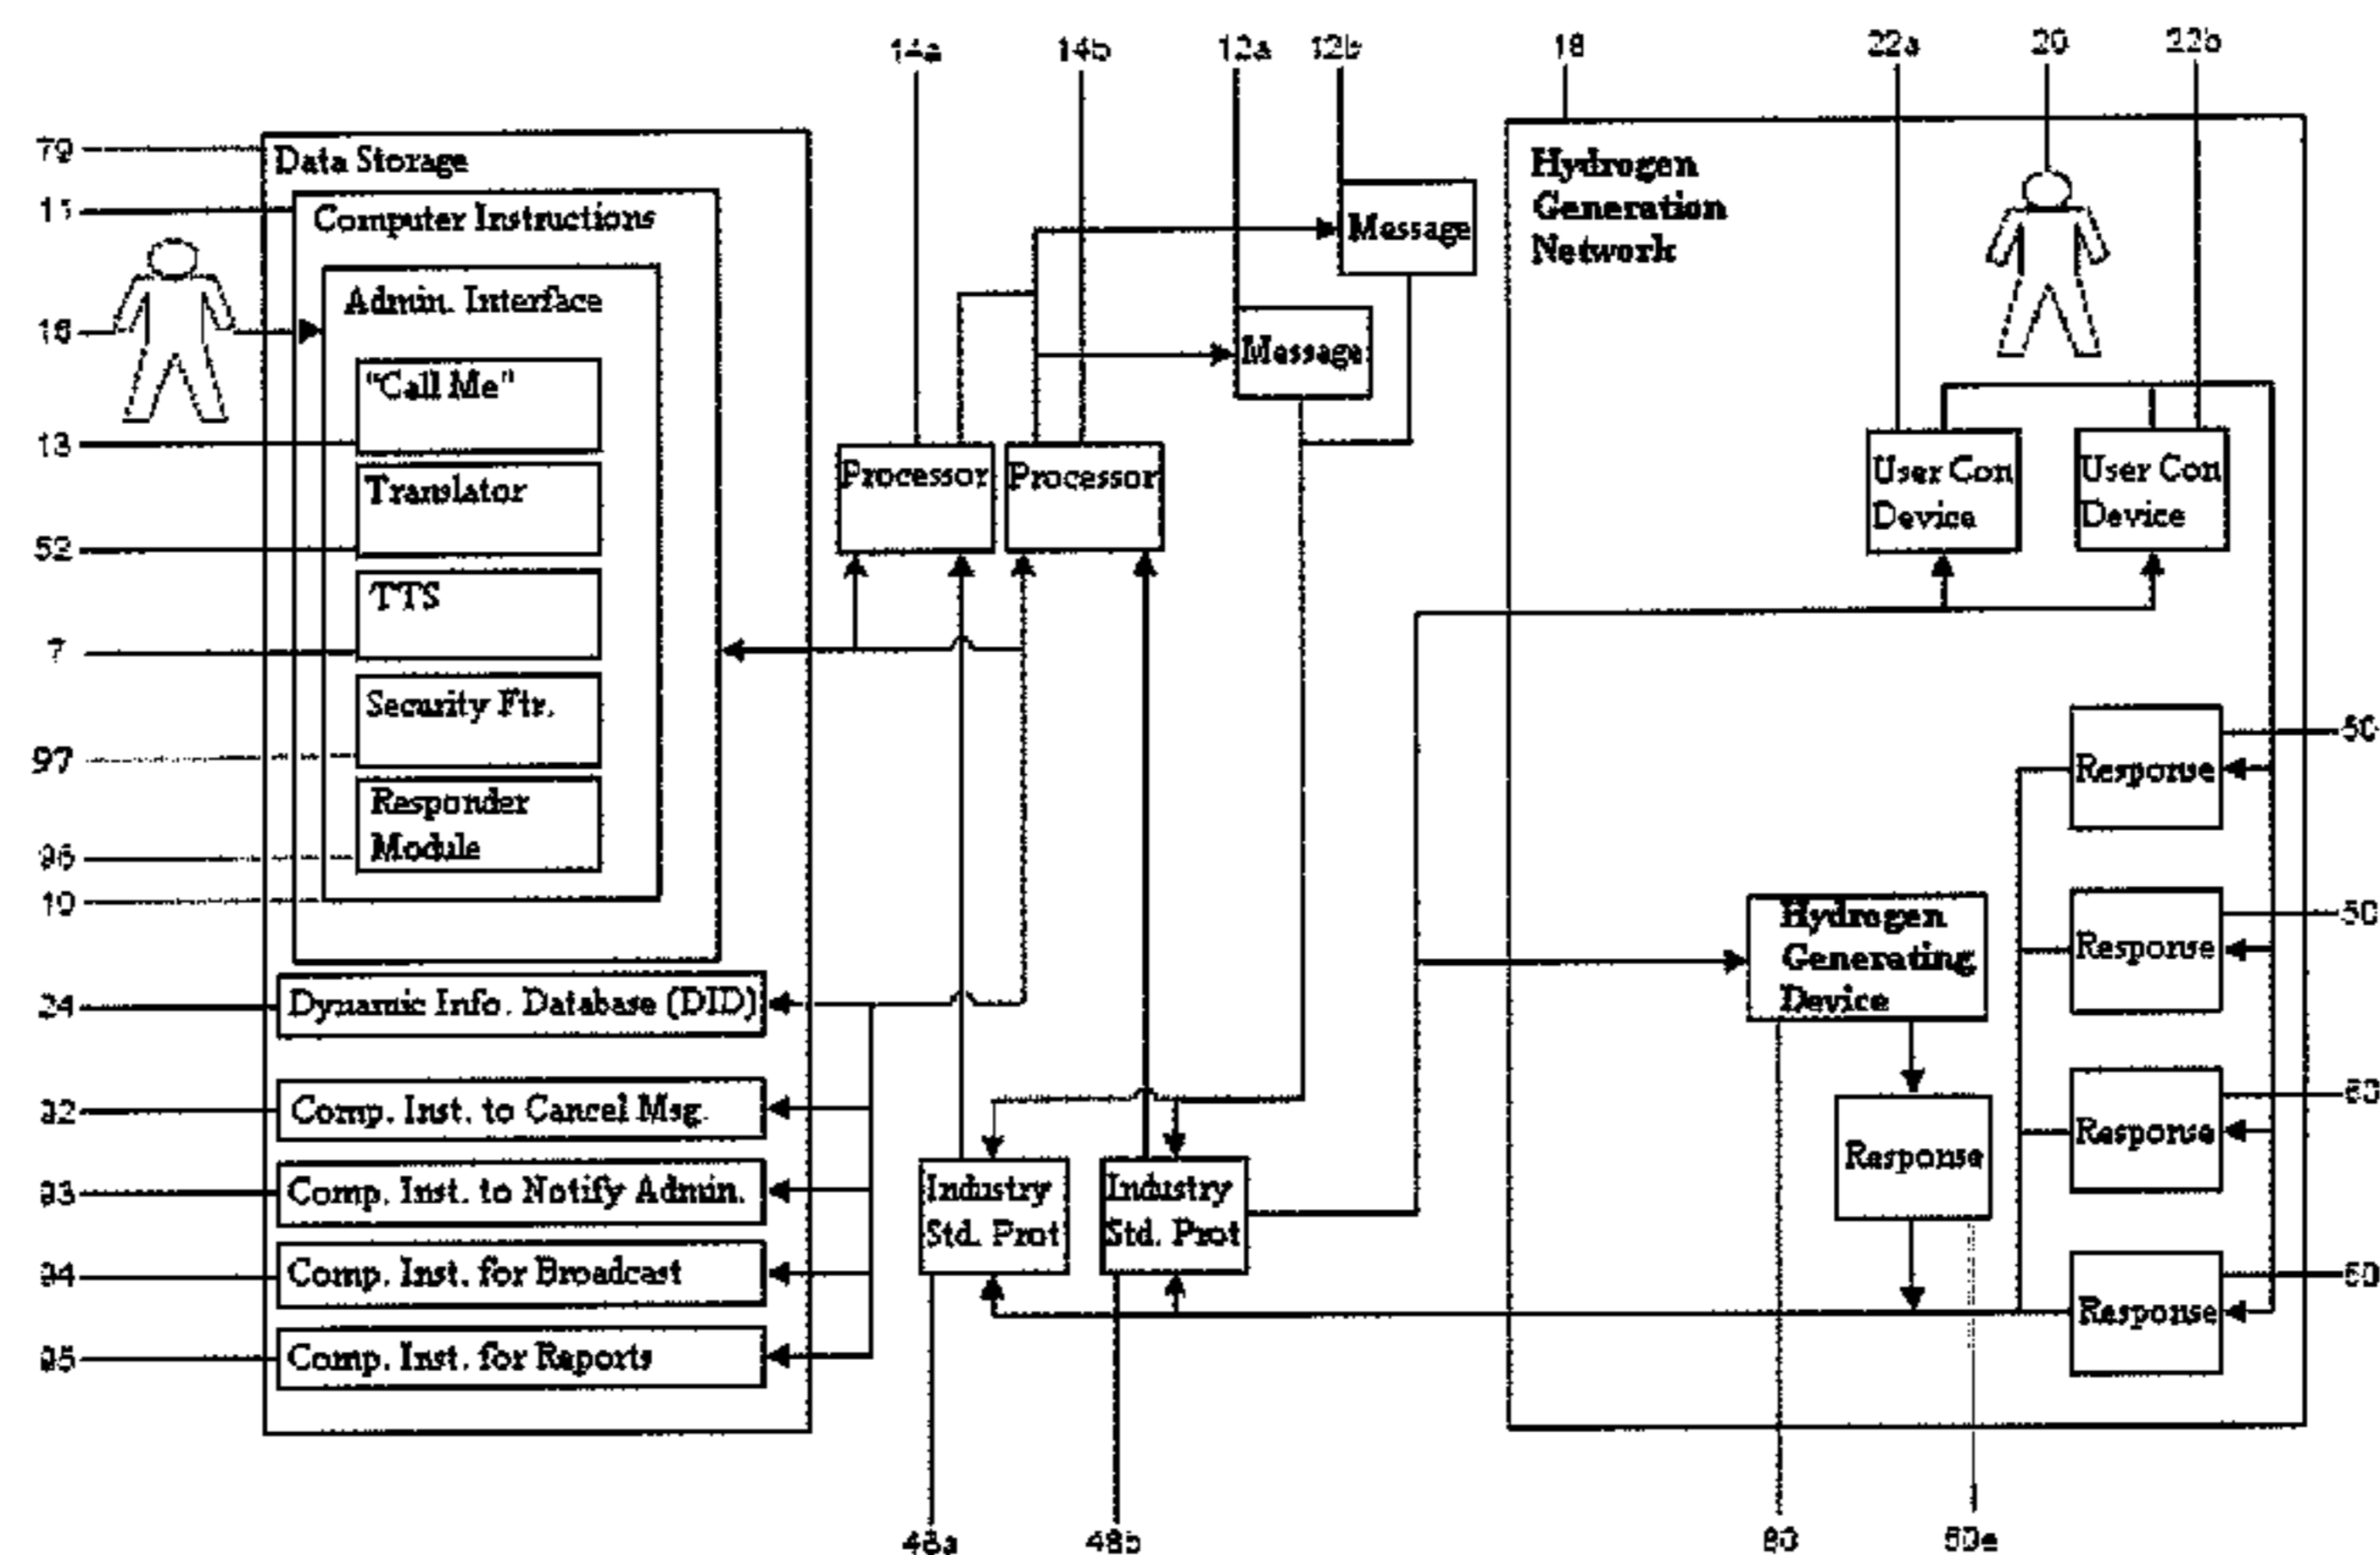 14a 14b 12a 12b 18 22a 20 22b
79
Data Storage
11
Computer Instructions
16
Admin. Interface
"Call Me"
13
Translator
52
TTS
7
Security Ftr.
97
Responder
Module
96
19
24
Dynamic Info. Database (DID)
92
Comp. Inst. to Cancel Msg.
93
Comp. Inst. to Notify Admin.
94
Comp. Inst. for Broadcast
95
Comp. Inst. for Reports
Processor
Processor
Message
Message
Industry
Std. Prot
Industry
Std. Prot
Hydrogen
Generation
Network
User Con
Device
User Con
Device
Hydrogen
Generating
Device
Response
Response
Response
Response
Response
48a 48b 80